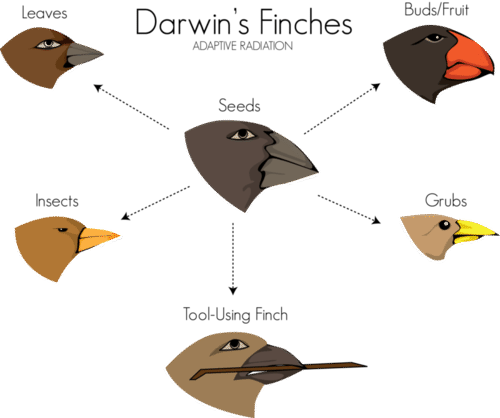 Darwin's Finches
ADAPTIVE RADIATION
Leaves
Buds/Fruit
Seeds
Insects
Grubs
Tool-Using Finch